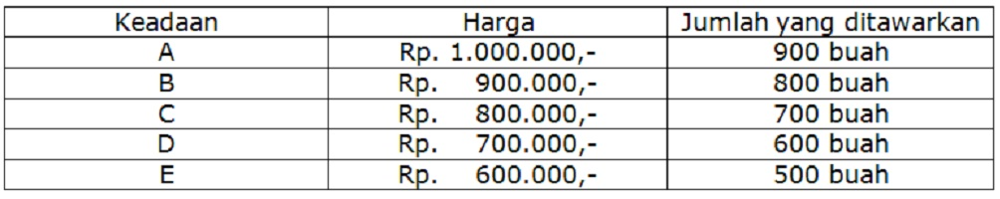 Keadaan Harga Jumlah yang ditawarkan
A Rp. 1.000.000,- 900 buah
B Rp. 900.000,- 800 buah
C Rp. 800.000,- 700 buah
D Rp. 700.000,- 600 buah
E Rp. 600.000,- 500 buah